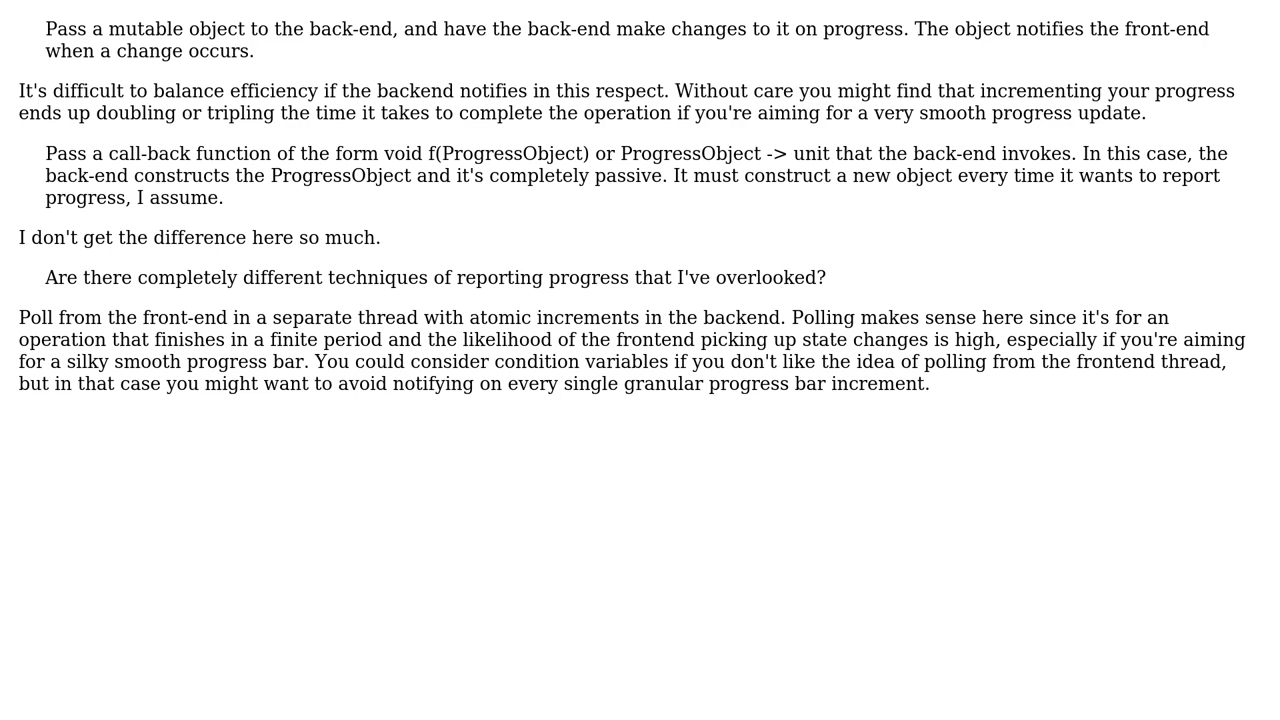 Pass a mutable object to the back-end, and have the back-end make changes to it on progress. The object notifies the front-end
when a change occurs.
It's difficult to balance efficiency if the backend notifies in this respect. Without care you might find that incrementing your progress
ends up doubling or tripling the time it takes to complete the operation if you're aiming for a very smooth progress update.
Pass a call-back function of the form void f(ProgressObject) or ProgressObject -> unit that the back-end invokes. In this case, the
back-end constructs the ProgressObject and it's completely passive. It must construct a new object every time it wants to report
progress, I assume.
I don't get the difference here so much.
Are there completely different techniques of reporting progress that I've overlooked?
Poll from the front-end in a separate thread with atomic increments in the backend. Polling makes sense here since it's for an
operation that finishes in a finite period and the likelihood of the frontend picking up state changes is high, especially if you're aiming
for a silky smooth progress bar. You could consider condition variables if you don't like the idea of polling from the frontend thread,
but in that case you might want to avoid notifying on every single granular progress bar increment.